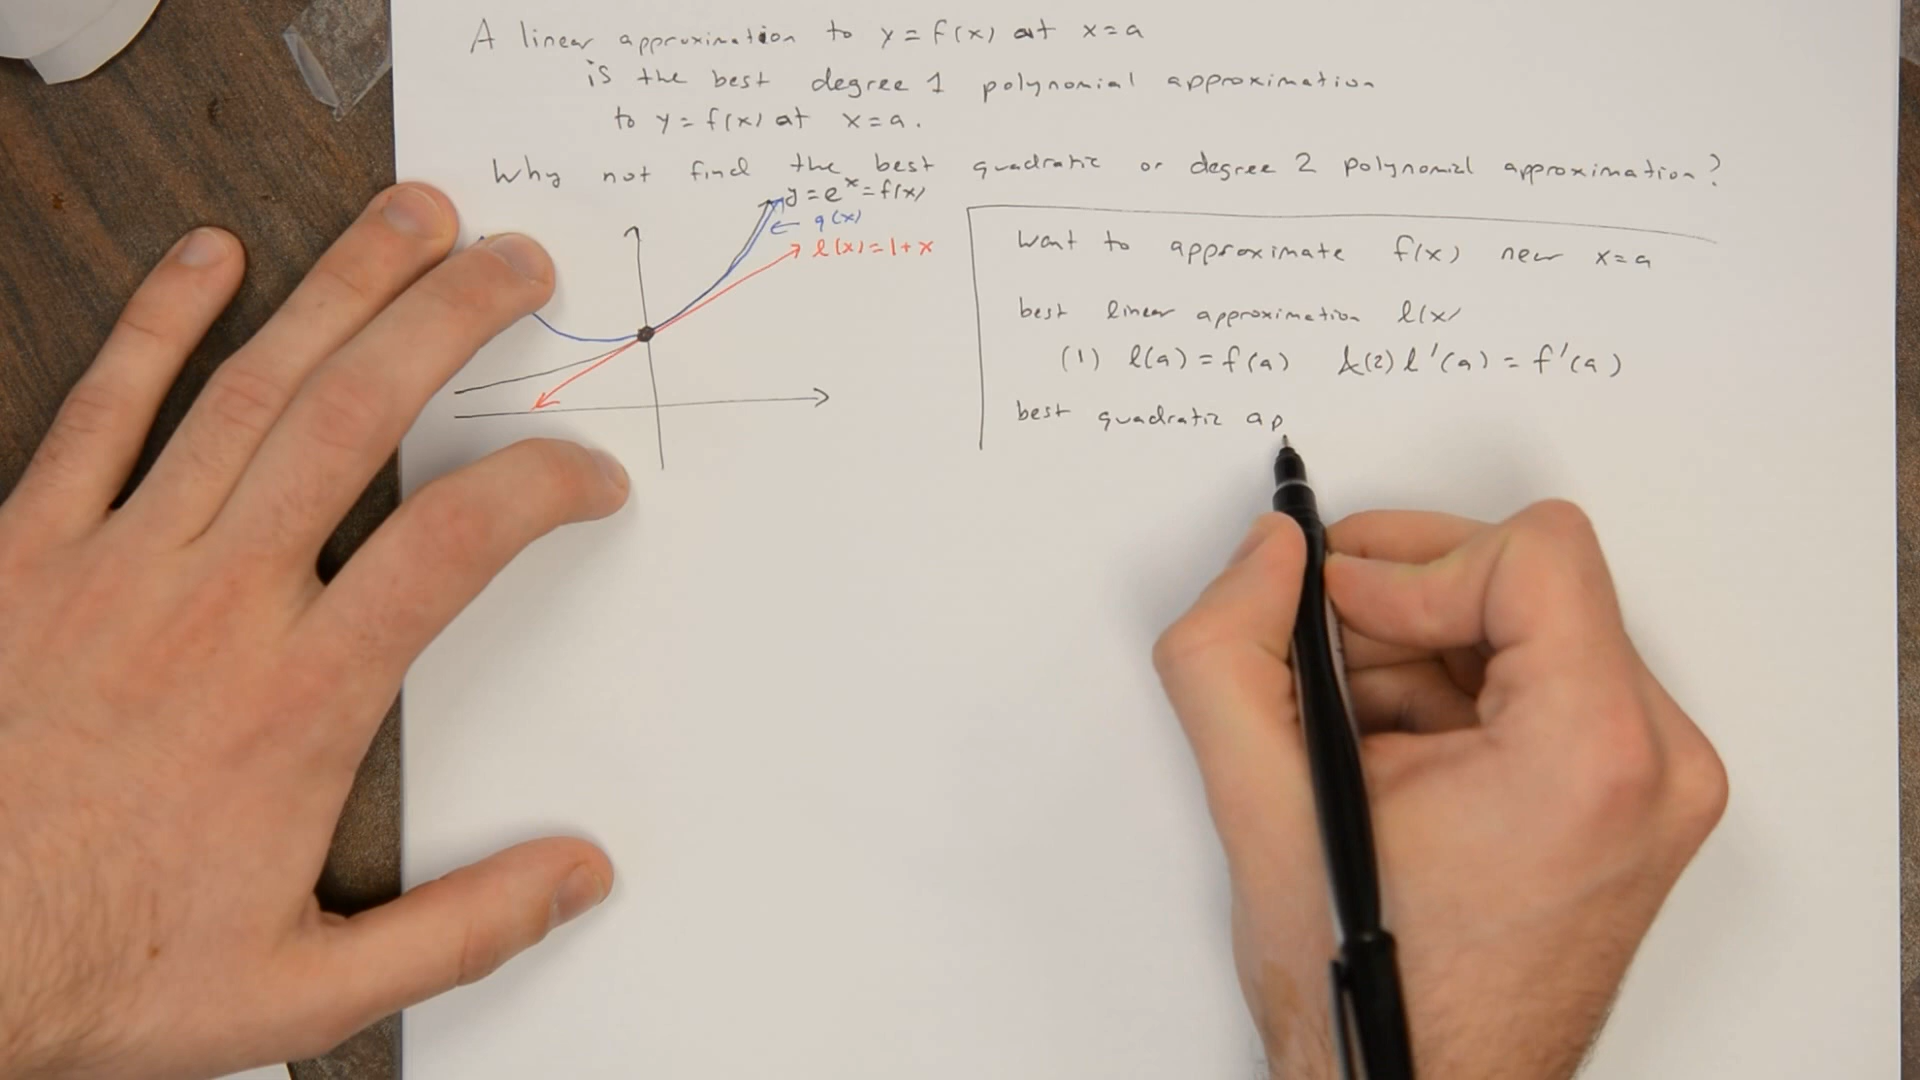 A linear approximation to y = f(x) at x = a
is the best degree 1 polynomial approximation
to y = f(x) at x = a.
Why not find the best quadratic or degree 2 polynomial approximation?
y = e^x = f(x)
← q(x)
l(x) = 1 + x
Want to approximate f(x) near x = a
best linear approximation l(x)
(1) l(a) = f(a) & (2) l'(a) = f'(a)
best quadratic ap